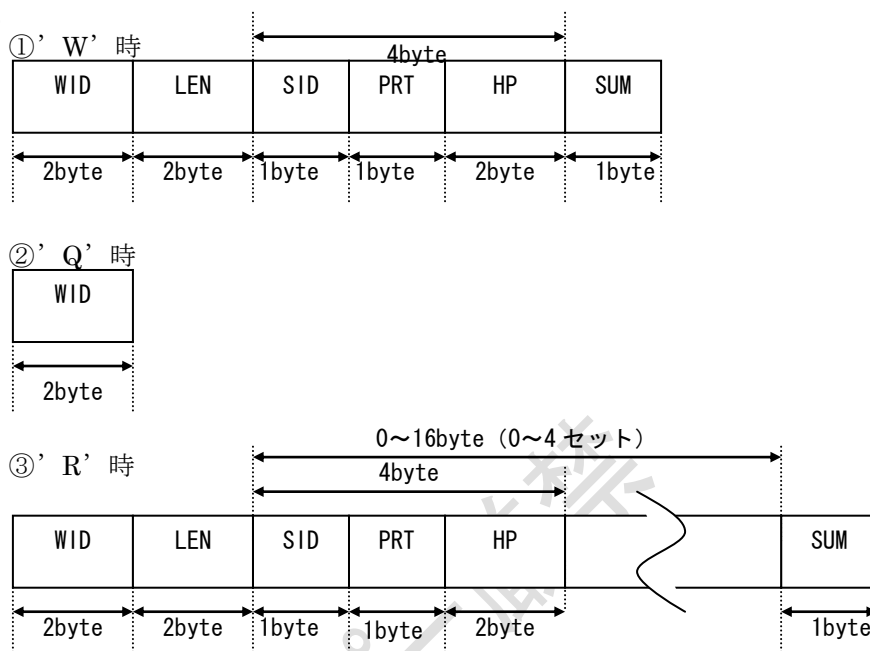 ①’W’時
4byte
WID LEN SID PRT HP SUM
2byte 2byte 1byte 1byte 2byte 1byte
②’Q’時
WID
2byte
0～16byte（0～4セット）
③’R’時
4byte
WID LEN SID PRT HP SUM
2byte 2byte 1byte 1byte 2byte 1byte